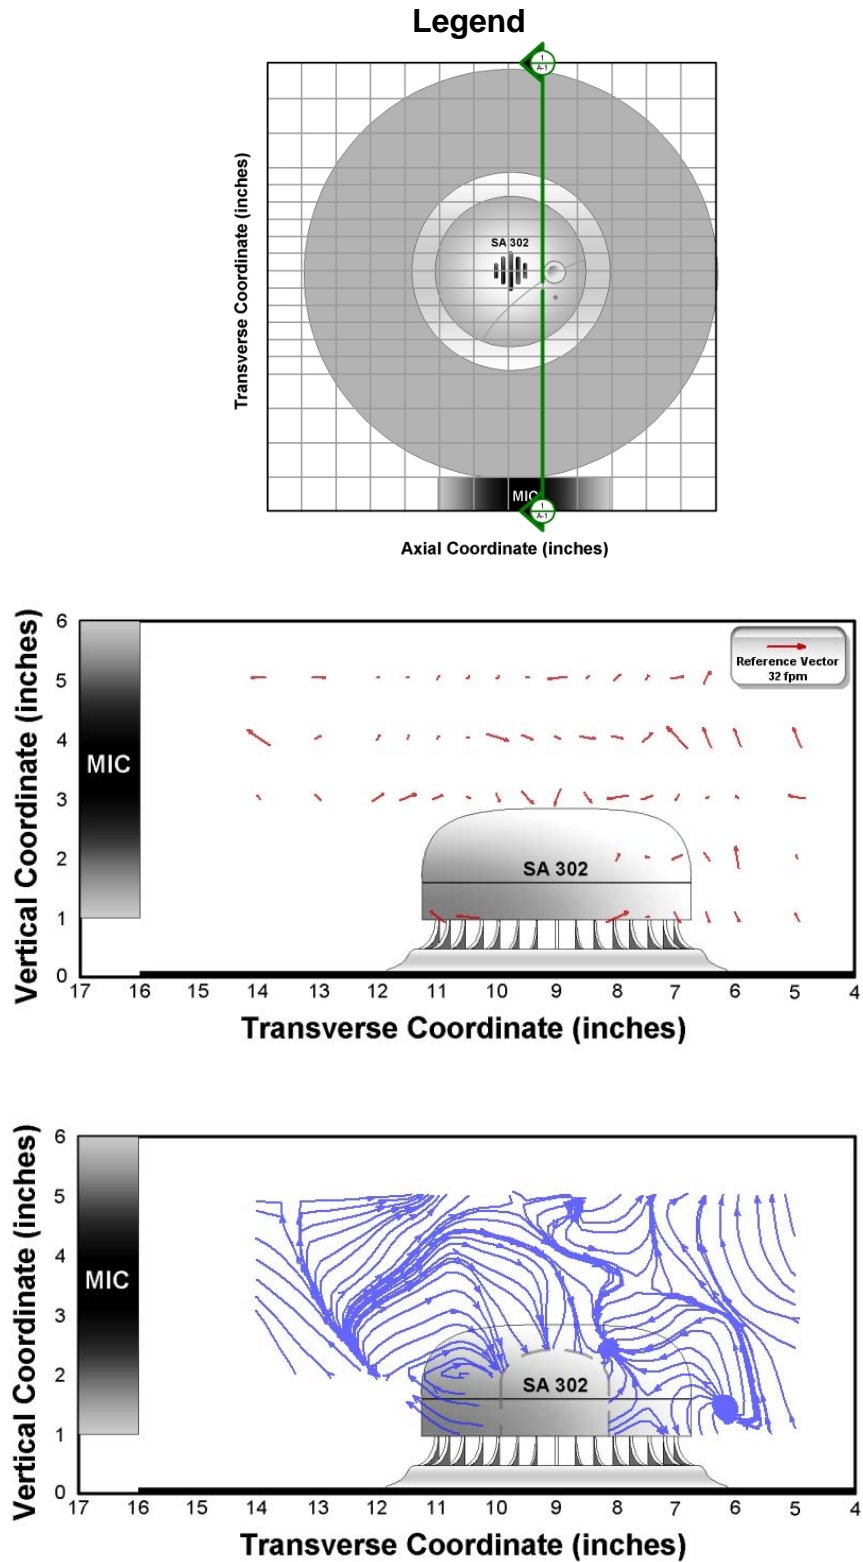 Legend
1
A-1
Transverse Coordinate (inches)
SA 302
MIC
1
A-1
Axial Coordinate (inches)
Vertical Coordinate (inches)
6
5
4
3
2
1
0
MIC
Reference Vector
32 fpm
SA 302
17 16 15 14 13 12 11 10 9 8 7 6 5 4
Transverse Coordinate (inches)
Vertical Coordinate (inches)
6
5
4
3
2
1
0
MIC
SA 302
17 16 15 14 13 12 11 10 9 8 7 6 5 4
Transverse Coordinate (inches)